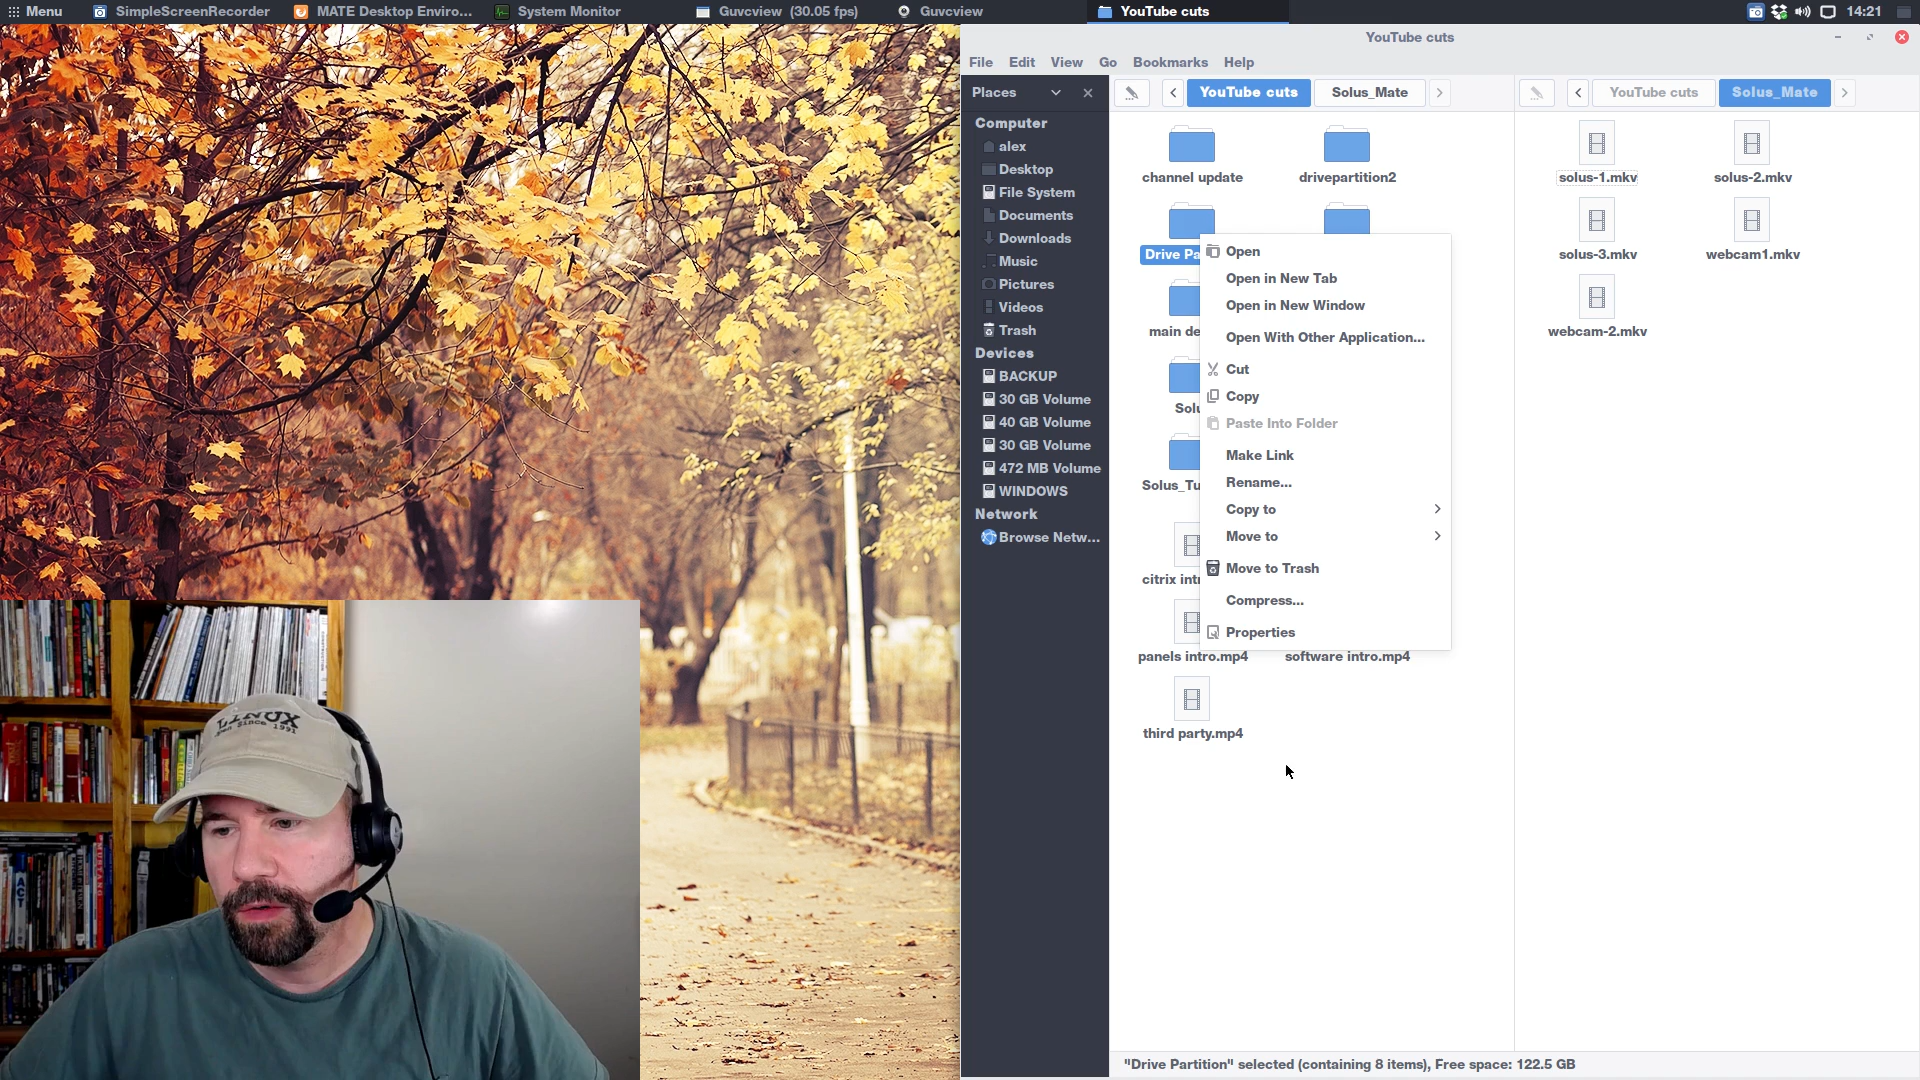 Menu
SimpleScreenRecorder
MATE Desktop Enviro...
System Monitor
Guvcview (30.05 fps)
Guvcview
YouTube cuts
14:21
YouTube cuts
File Edit View Go Bookmarks Help
Places
YouTube cuts
Solus_Mate
YouTube cuts
Solus_Mate
Computer
alex
Desktop
File System
Documents
Downloads
Music
Pictures
Videos
Trash
Devices
BACKUP
30 GB Volume
40 GB Volume
30 GB Volume
472 MB Volume
WINDOWS
Network
Browse Netw...
channel update
drivepartition2
Drive Pa
main de
Solu
Solus_Tu
citrix intr
panels intro.mp4
software intro.mp4
third party.mp4
Open
Open in New Tab
Open in New Window
Open With Other Application...
Cut
Copy
Paste Into Folder
Make Link
Rename...
Copy to
Move to
Move to Trash
Compress...
Properties
solus-1.mkv
solus-2.mkv
solus-3.mkv
webcam1.mkv
webcam-2.mkv
"Drive Partition" selected (containing 8 items), Free space: 122.5 GB
LINUX
Open Since 1991